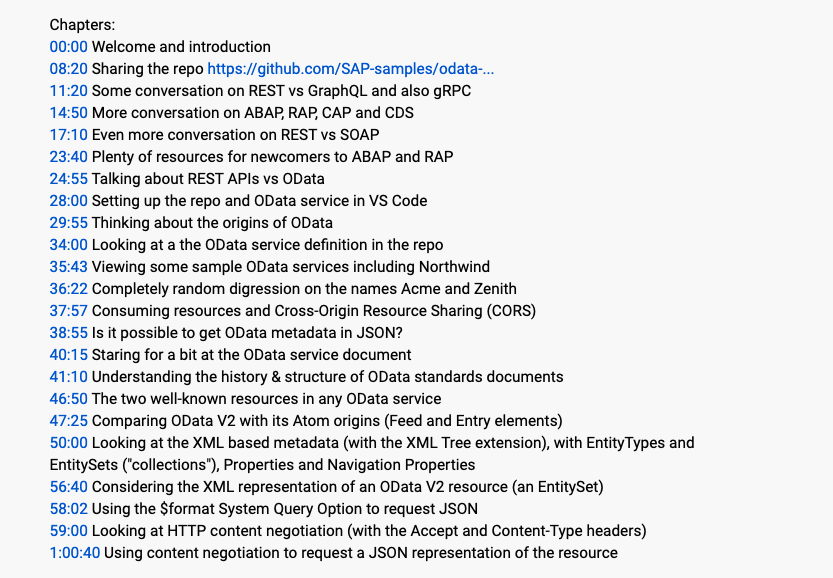 Chapters:
00:00 Welcome and introduction
08:20 Sharing the repo https://github.com/SAP-samples/odata-...
11:20 Some conversation on REST vs GraphQL and also gRPC
14:50 More conversation on ABAP, RAP, CAP and CDS
17:10 Even more conversation on REST vs SOAP
23:40 Plenty of resources for newcomers to ABAP and RAP
24:55 Talking about REST APIs vs OData
28:00 Setting up the repo and OData service in VS Code
29:55 Thinking about the origins of OData
34:00 Looking at a the OData service definition in the repo
35:43 Viewing some sample OData services including Northwind
36:22 Completely random digression on the names Acme and Zenith
37:57 Consuming resources and Cross-Origin Resource Sharing (CORS)
38:55 Is it possible to get OData metadata in JSON?
40:15 Staring for a bit at the OData service document
41:10 Understanding the history & structure of OData standards documents
46:50 The two well-known resources in any OData service
47:25 Comparing OData V2 with its Atom origins (Feed and Entry elements)
50:00 Looking at the XML based metadata (with the XML Tree extension), with EntityTypes and
EntitySets ("collections"), Properties and Navigation Properties
56:40 Considering the XML representation of an OData V2 resource (an EntitySet)
58:02 Using the $format System Query Option to request JSON
59:00 Looking at HTTP content negotiation (with the Accept and Content-Type headers)
1:00:40 Using content negotiation to request a JSON representation of the resource